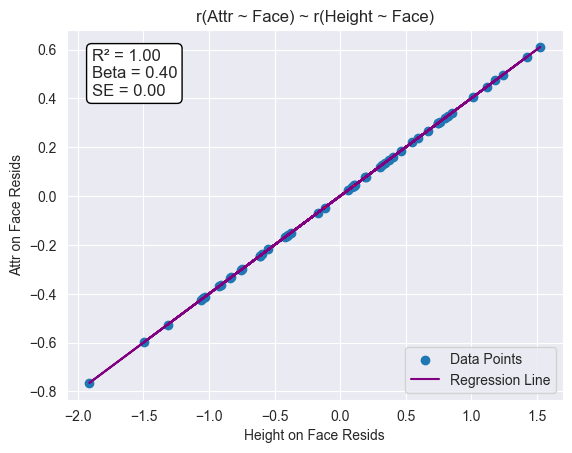 r(Attr ~ Face) ~ r(Height ~ Face)
R² = 1.00
Beta = 0.40
SE = 0.00
0.6
0.4
0.2
0.0
−0.2
−0.4
−0.6
−0.8
Attr on Face Resids
Data Points
Regression Line
−2.0 −1.5 −1.0 −0.5 0.0 0.5 1.0 1.5
Height on Face Resids